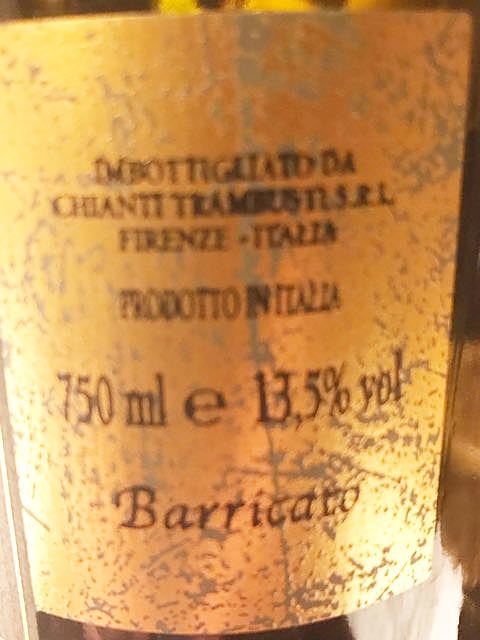 IMBOTTIGLIATO DA
CHIANTI TRAMBUSTI S.R.L.
FIRENZE - ITALIA
PRODOTTO IN ITALIA
750 ml e 13,5% vol
Barricato